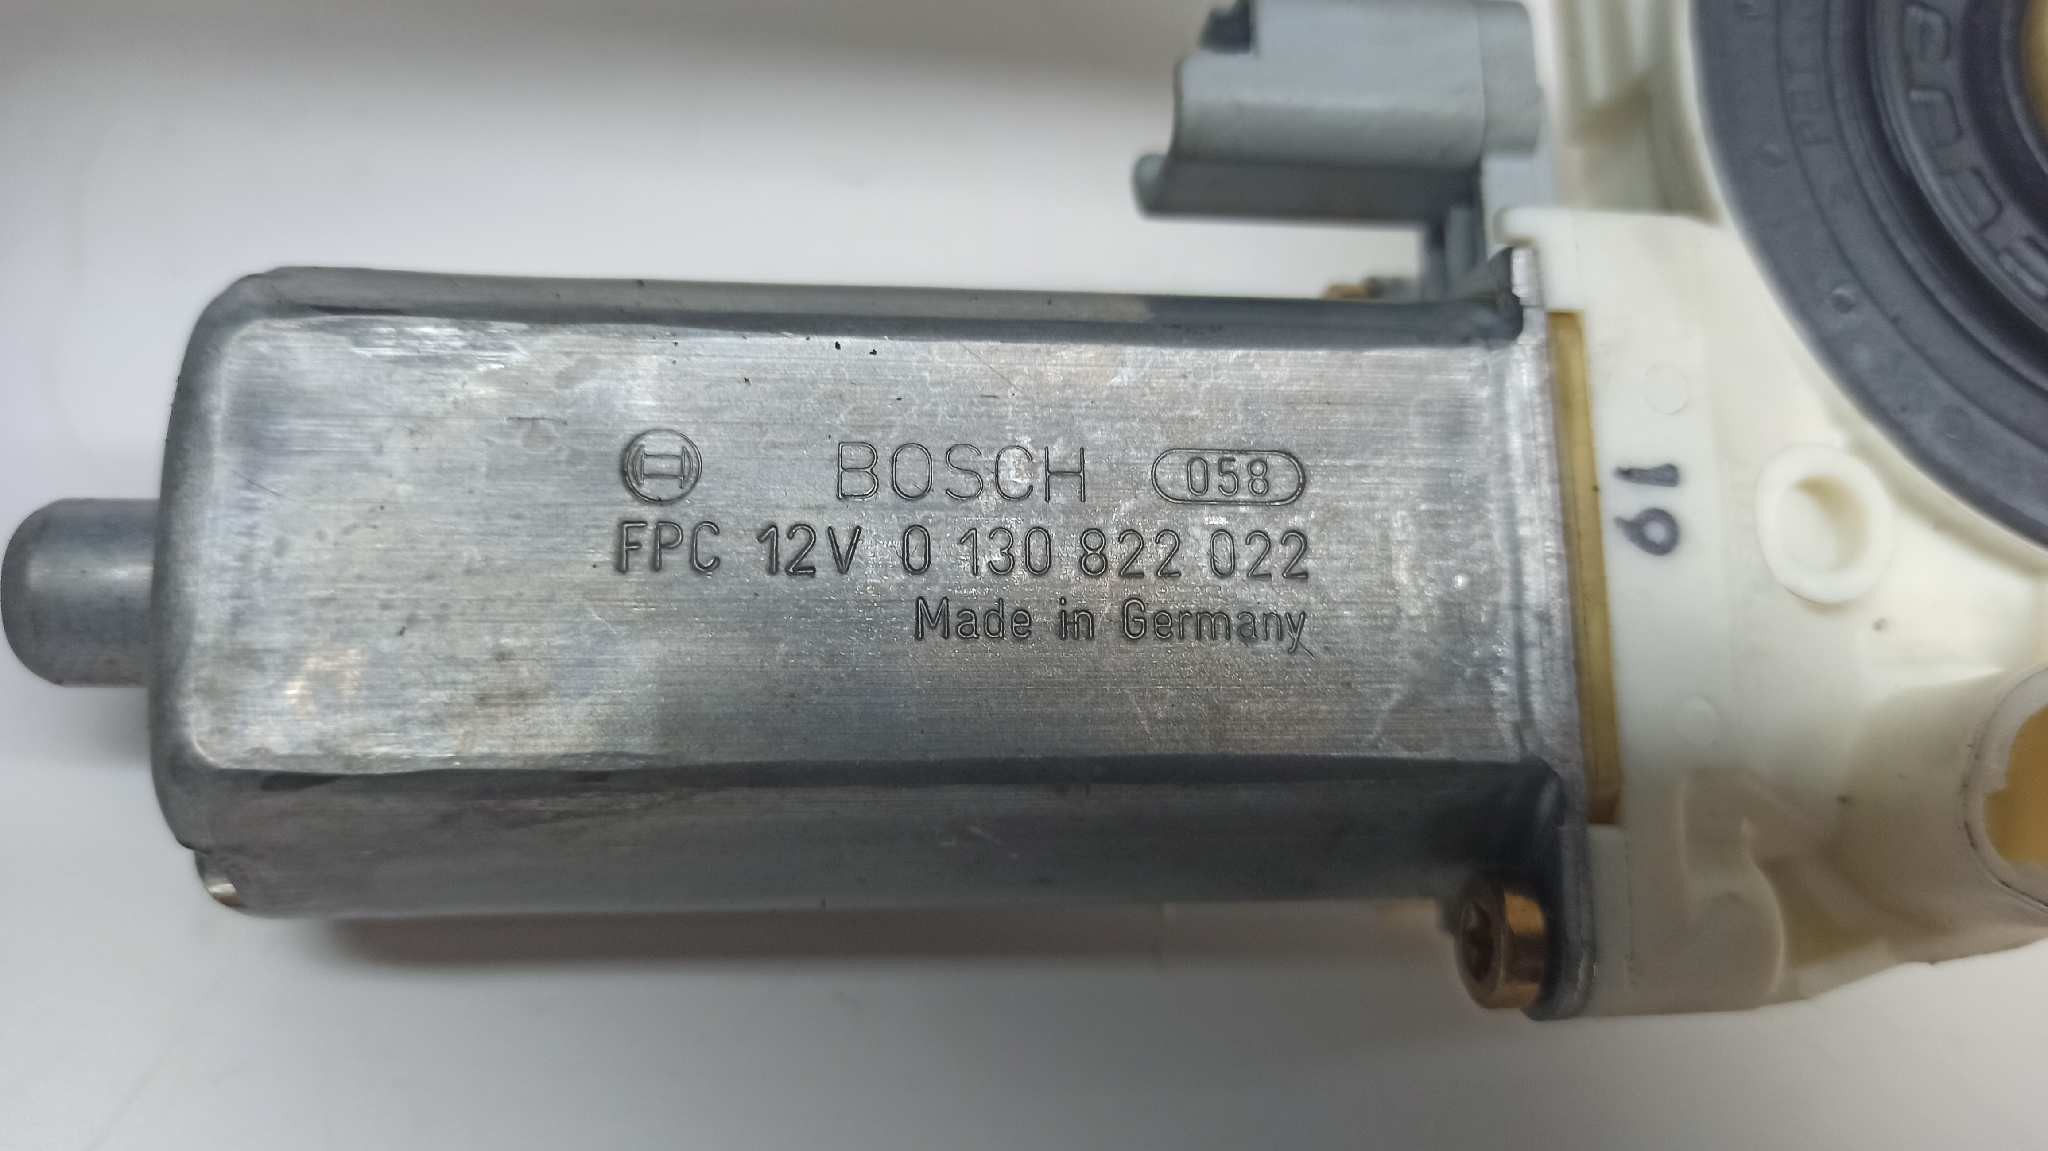 BOSCH 058
FPC 12V 0 130 822 022
Made in Germany
19